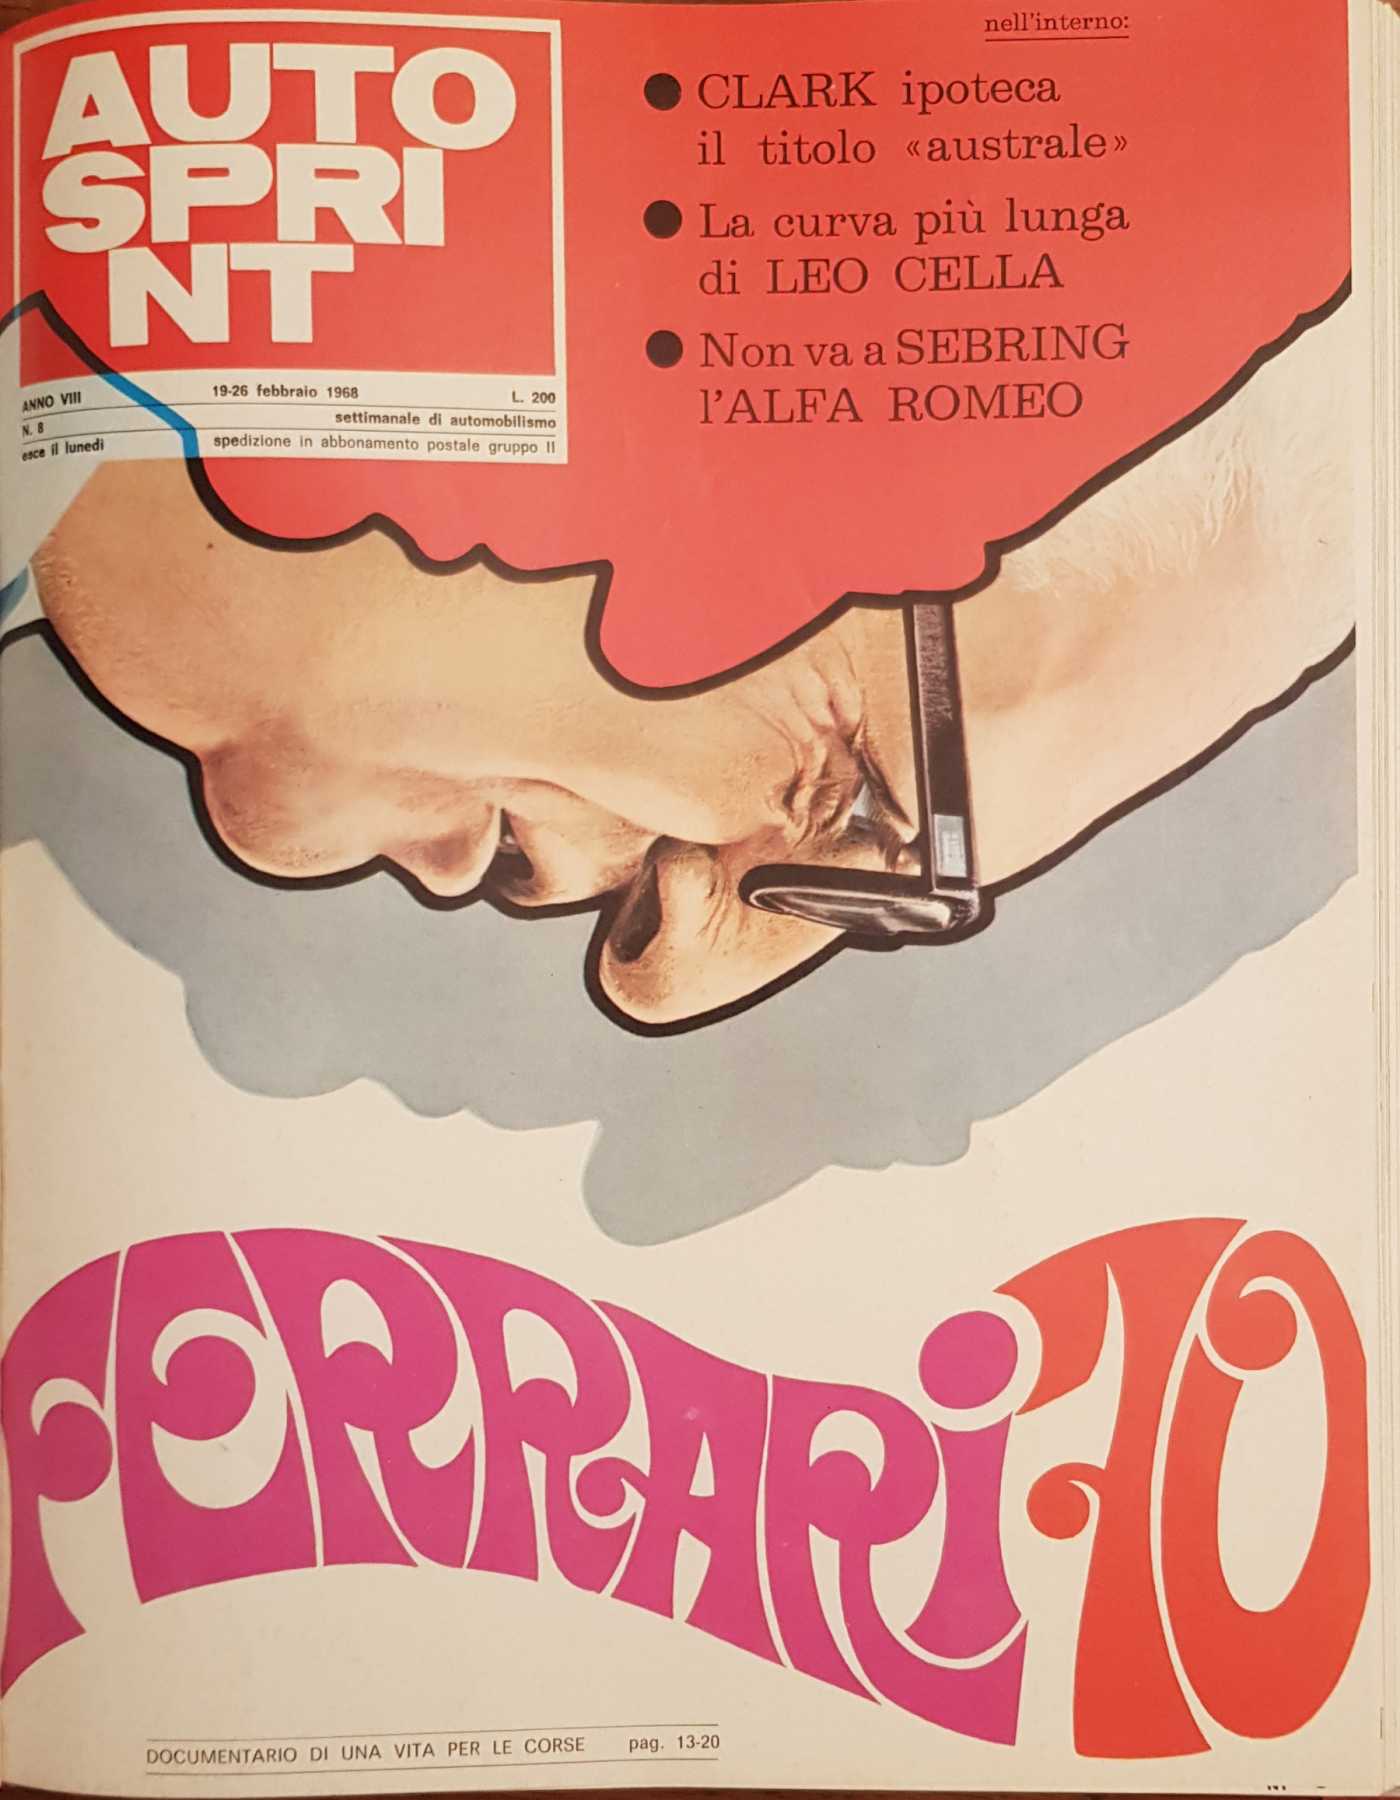 AUTO
SPRI
NT
ANNO VIII 19-26 febbraio 1968 L. 200
N. 8 settimanale di automobilismo
esce il lunedì spedizione in abbonamento postale gruppo II
nell'interno:
● CLARK ipoteca
il titolo «australe»
● La curva più lunga
di LEO CELLA
● Non va a SEBRING
l'ALFA ROMEO
FERRARI 70
DOCUMENTARIO DI UNA VITA PER LE CORSE pag. 13-20